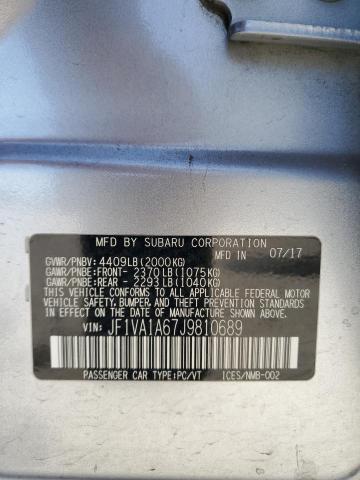 MFD BY SUBARU CORPORATION
GVWR/PNBV: 4409LB(2000KG) MFD IN 07/17
GAWR/PNBE:FRONT- 2370LB(1075KG)
GAWR/PNBE:REAR - 2293LB(1040KG)
THIS VEHICLE CONFORMS TO ALL APPLICABLE FEDERAL MOTOR
VEHICLE SAFETY, BUMPER, AND THEFT PREVENTION STANDARDS
IN EFFECT ON THE DATE OF MANUFACTURE SHOWN ABOVE.
VIN: JF1VA1A67J9810689
PASSENGER CAR TYPE:PC/VT ICES/NMB-002